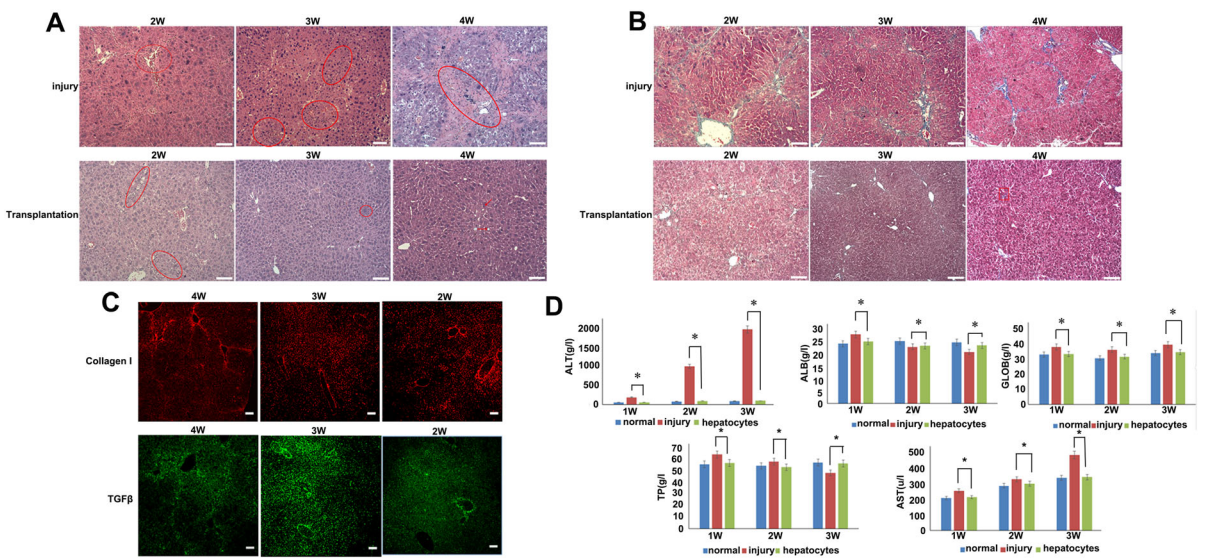 A
2W 3W 4W
injury
2W 3W 4W
Transplantation
B
2W 3W 4W
injury
2W 3W 4W
Transplantation
C
4W 3W 2W
Collagen I
4W 3W 2W
TGFβ
D
ALT(g/l)
2000
1500
1000
500
0
* * *
1W 2W 3W
normal injury hepatocytes
ALB(g/l)
30
25
20
15
10
5
0
* * *
1W 2W 3W
normal injury hepatocytes
GLOB(g/l)
50
40
30
20
10
0
* * *
1W 2W 3W
normal injury hepatocytes
TP(g/l
70
60
50
40
30
20
10
0
* * *
1W 2W 3W
normal injury hepatocytes
AST(u/l
500
400
300
200
100
0
* * *
1W 2W 3W
normal injury hepatocytes